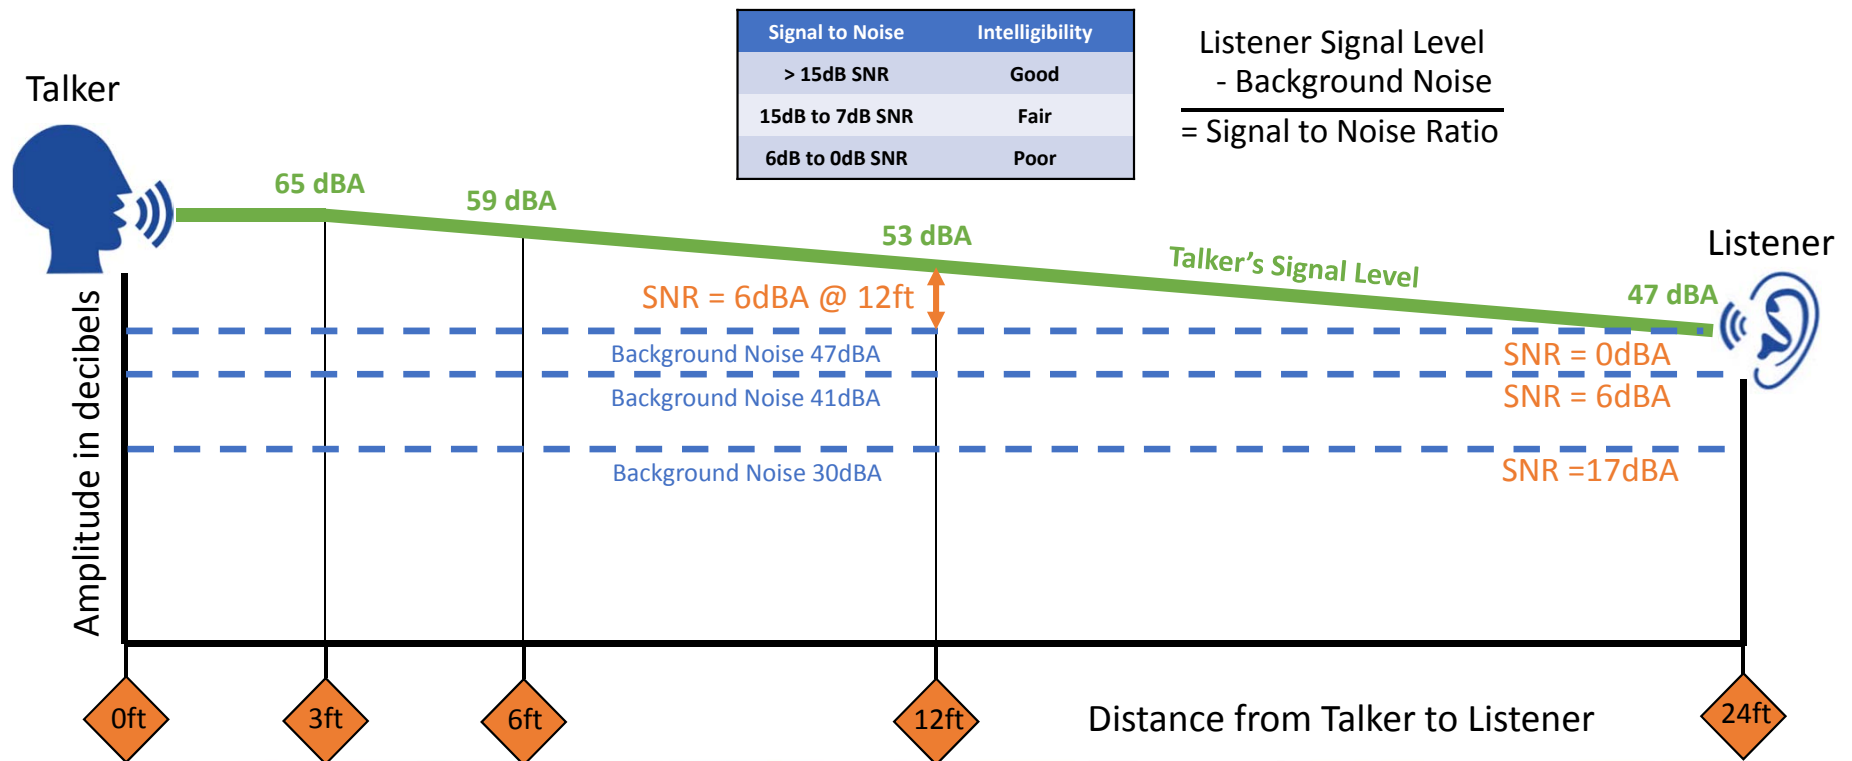 Signal to Noise Intelligibility
> 15dB SNR Good
15dB to 7dB SNR Fair
6dB to 0dB SNR Poor
Listener Signal Level
- Background Noise
= Signal to Noise Ratio
Talker
65 dBA
59 dBA
53 dBA
Talker's Signal Level
47 dBA
Listener
SNR = 6dBA @ 12ft
Background Noise 47dBA
SNR = 0dBA
Background Noise 41dBA
SNR = 6dBA
Background Noise 30dBA
SNR =17dBA
Amplitude in decibels
0ft
3ft
6ft
12ft
Distance from Talker to Listener
24ft